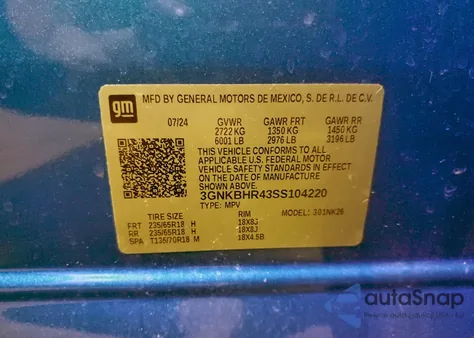 gm
MFD BY GENERAL MOTORS DE MEXICO, S. DE R.L. DE C.V.
07/24 GVWR GAWR FRT GAWR RR
2722 KG 1350 KG 1450 KG
6001 LB 2976 LB 3196 LB
THIS VEHICLE CONFORMS TO ALL
APPLICABLE U.S. FEDERAL MOTOR
VEHICLE SAFETY STANDARDS IN EFFECT
ON THE DATE OF MANUFACTURE
SHOWN ABOVE.
3GNKBHR43SS104220
TYPE: MPV
TIRE SIZE RIM MODEL: 301NK26
FRT 235/65R18 H 18X8J
RR 235/65R18 H 18X8J
SPA T135/70R18 M 18X4.5B
autoSnap